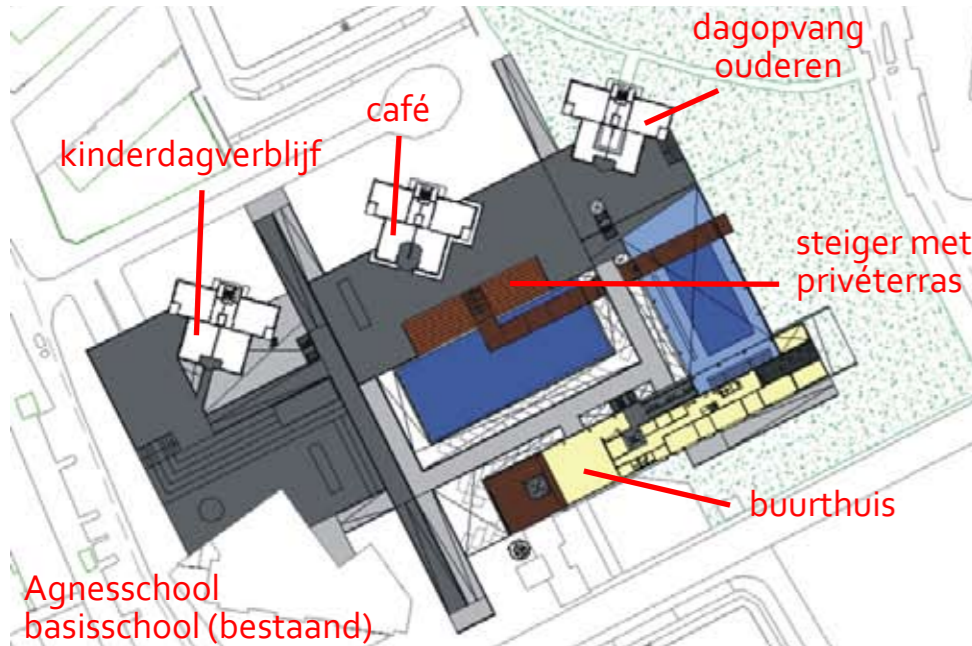 dagopvang
ouderen
café
kinderdagverblijf
steiger met
privéterras
buurthuis
Agnesschool
basisschool (bestaand)